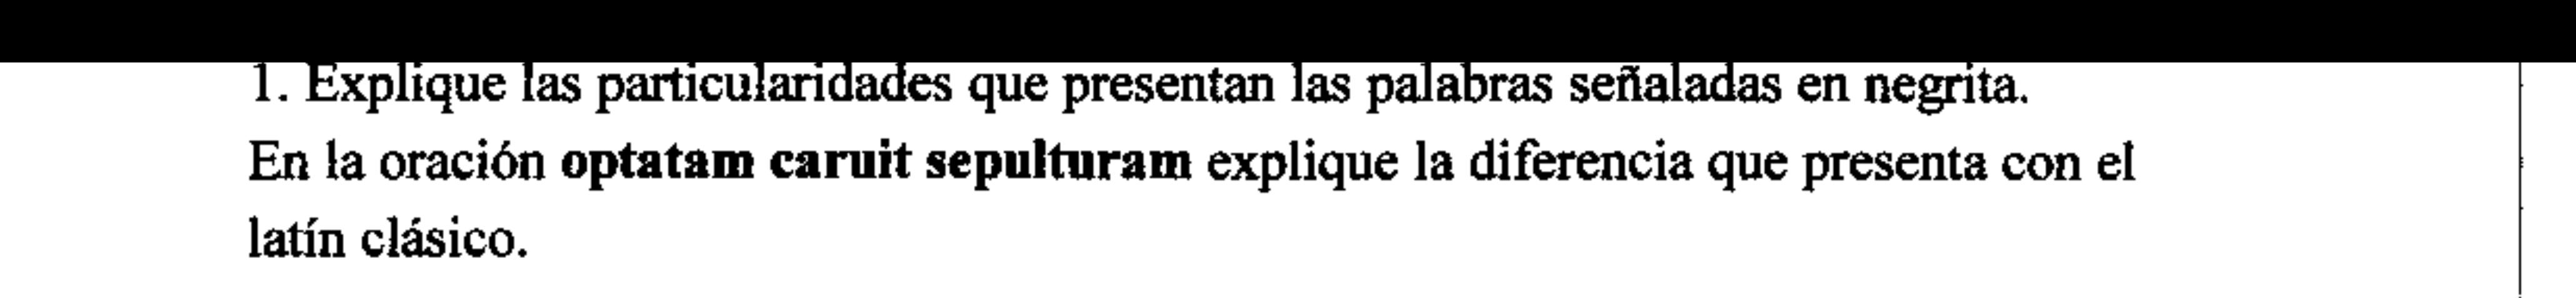 1. Explique las particularidades que presentan las palabras señaladas en negrita.
En la oración optatam caruit sepulturam explique la diferencia que presenta con el
latín clásico.